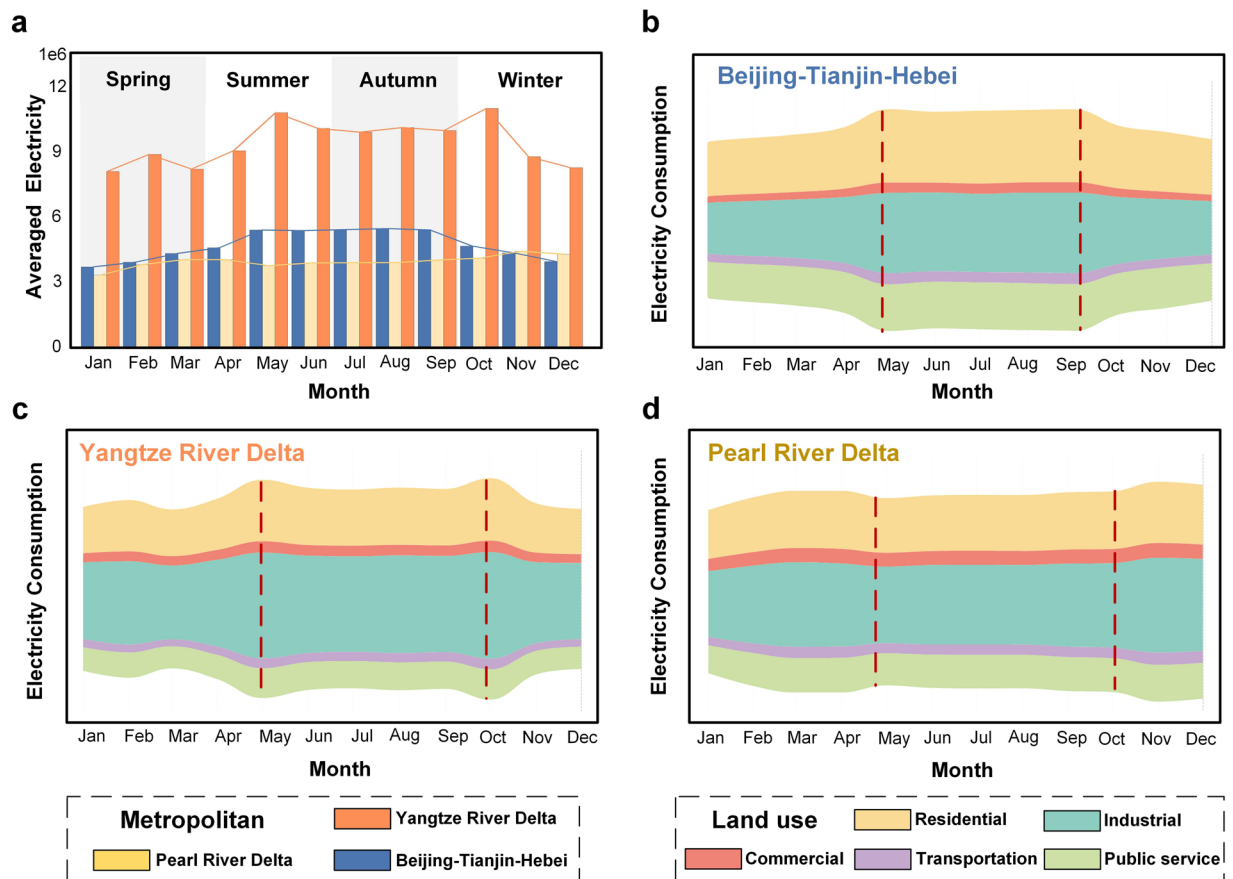 a
1e6
Spring Summer Autumn Winter
12
9
6
3
0
Averaged Electricity
Jan Feb Mar Apr May Jun Jul Aug Sep Oct Nov Dec
Month
b
Beijing-Tianjin-Hebei
Electricity Consumption
Jan Feb Mar Apr May Jun Jul Aug Sep Oct Nov Dec
Month
c
Yangtze River Delta
Electricity Consumption
Jan Feb Mar Apr May Jun Jul Aug Sep Oct Nov Dec
Month
d
Pearl River Delta
Electricity Consumption
Jan Feb Mar Apr May Jun Jul Aug Sep Oct Nov Dec
Month
Metropolitan
Yangtze River Delta
Pearl River Delta
Beijing-Tianjin-Hebei
Land use
Residential
Industrial
Commercial
Transportation
Public service